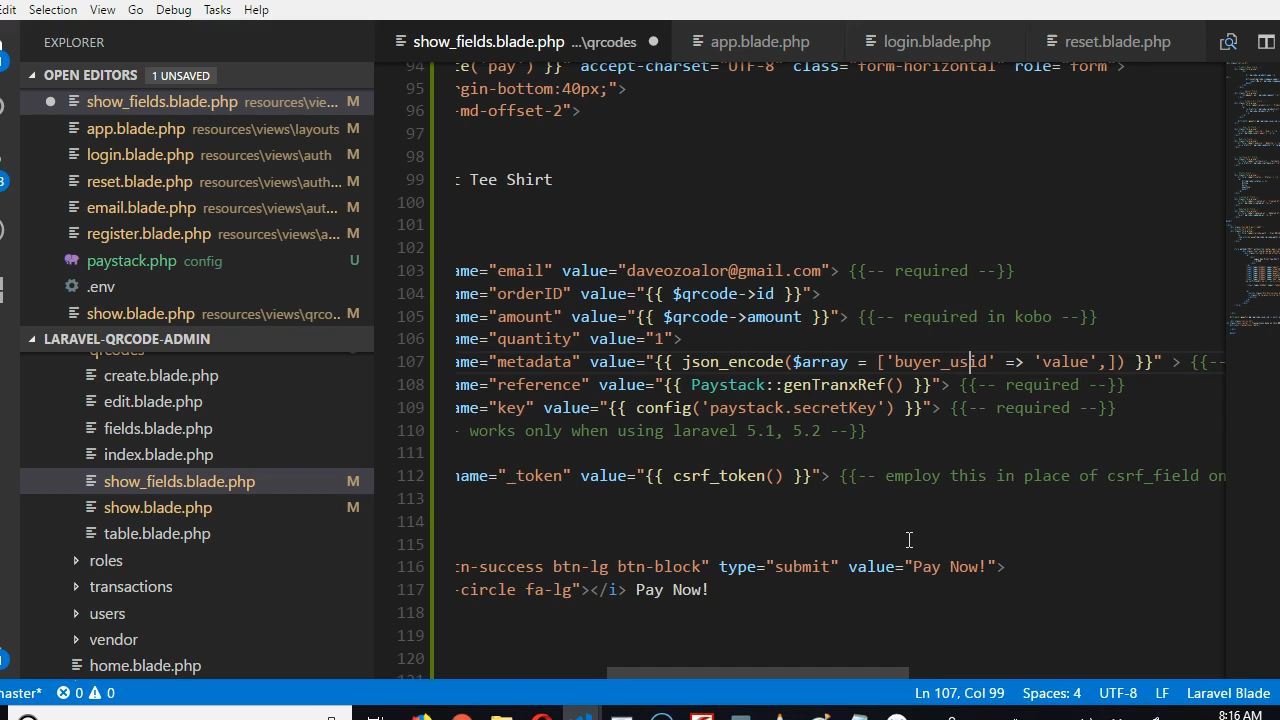 dit Selection View Go Debug Tasks Help
EXPLORER
show_fields.blade.php ...\qrcodes app.blade.php login.blade.php reset.blade.php
OPEN EDITORS 1 UNSAVED
show_fields.blade.php resources\vie... M
app.blade.php resources\views\layouts M
login.blade.php resources\views\auth M
reset.blade.php resources\views\auth... M
email.blade.php resources\views\aut... M
register.blade.php resources\views\a... M
paystack.php config U
.env
show.blade.php resources\views\qrco.. M
LARAVEL-QRCODE-ADMIN
qrcodes
create.blade.php
edit.blade.php
fields.blade.php
index.blade.php
show_fields.blade.php M
show.blade.php M
table.blade.php
roles
transactions
users
vendor
home.blade.php
94 te('pay') }}" accept-charset="UTF-8" class="form-horizontal" role="form">
95 rgin-bottom:40px;">
96 -md-offset-2">
97
98
99 t Tee Shirt
100
101
102
103 ame="email" value="daveozoalor@gmail.com"> {{-- required --}}
104 ame="orderID" value="{{ $qrcode->id }}">
105 ame="amount" value="{{ $qrcode->amount }}"> {{-- required in kobo --}}
106 ame="quantity" value="1">
107 ame="metadata" value="{{ json_encode($array = ['buyer_usid' => 'value',]) }}" > {{--
108 ame="reference" value="{{ Paystack::genTranxRef() }}"> {{-- required --}}
109 ame="key" value="{{ config('paystack.secretKey') }}"> {{-- required --}}
110 - works only when using laravel 5.1, 5.2 --}}
111
112 name="_token" value="{{ csrf_token() }}"> {{-- employ this in place of csrf_field on
113
114
115
116 tn-success btn-lg btn-block" type="submit" value="Pay Now!">
117 -circle fa-lg"></i> Pay Now!
118
119
120
master* 0 0 Ln 107, Col 99 Spaces: 4 UTF-8 LF Laravel Blade
8:16 AM